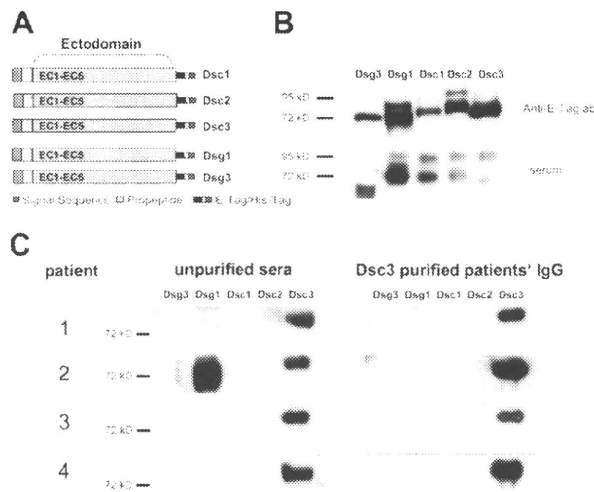 A
Ectodomain
EC1-EC5 Dsc1
EC1-EC5 Dsc2
EC1-EC5 Dsc3
EC1-EC5 Dsg1
EC1-EC5 Dsg3
Signal Sequence Propeptide E-Tag/His-Tag
B
Dsg3 Dsg1 Dsc1 Dsc2 Dsc3
95 kD
72 kD
Anti-E-Tag ab
95 kD
72 kD
serum
C
patient unpurified sera Dsc3 purified patients' IgG
Dsg3 Dsg1 Dsc1 Dsc2 Dsc3 Dsg3 Dsg1 Dsc1 Dsc2 Dsc3
1 72 kD
2 72 kD
3 72 kD
4 72 kD